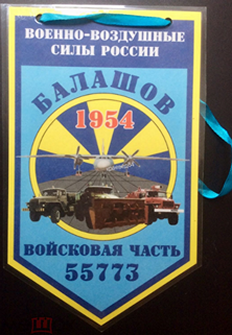 ВОЕННО-ВОЗДУШНЫЕ
СИЛЫ РОССИИ
БАЛАШОВ
1954
ВОЙСКОВАЯ ЧАСТЬ
55773